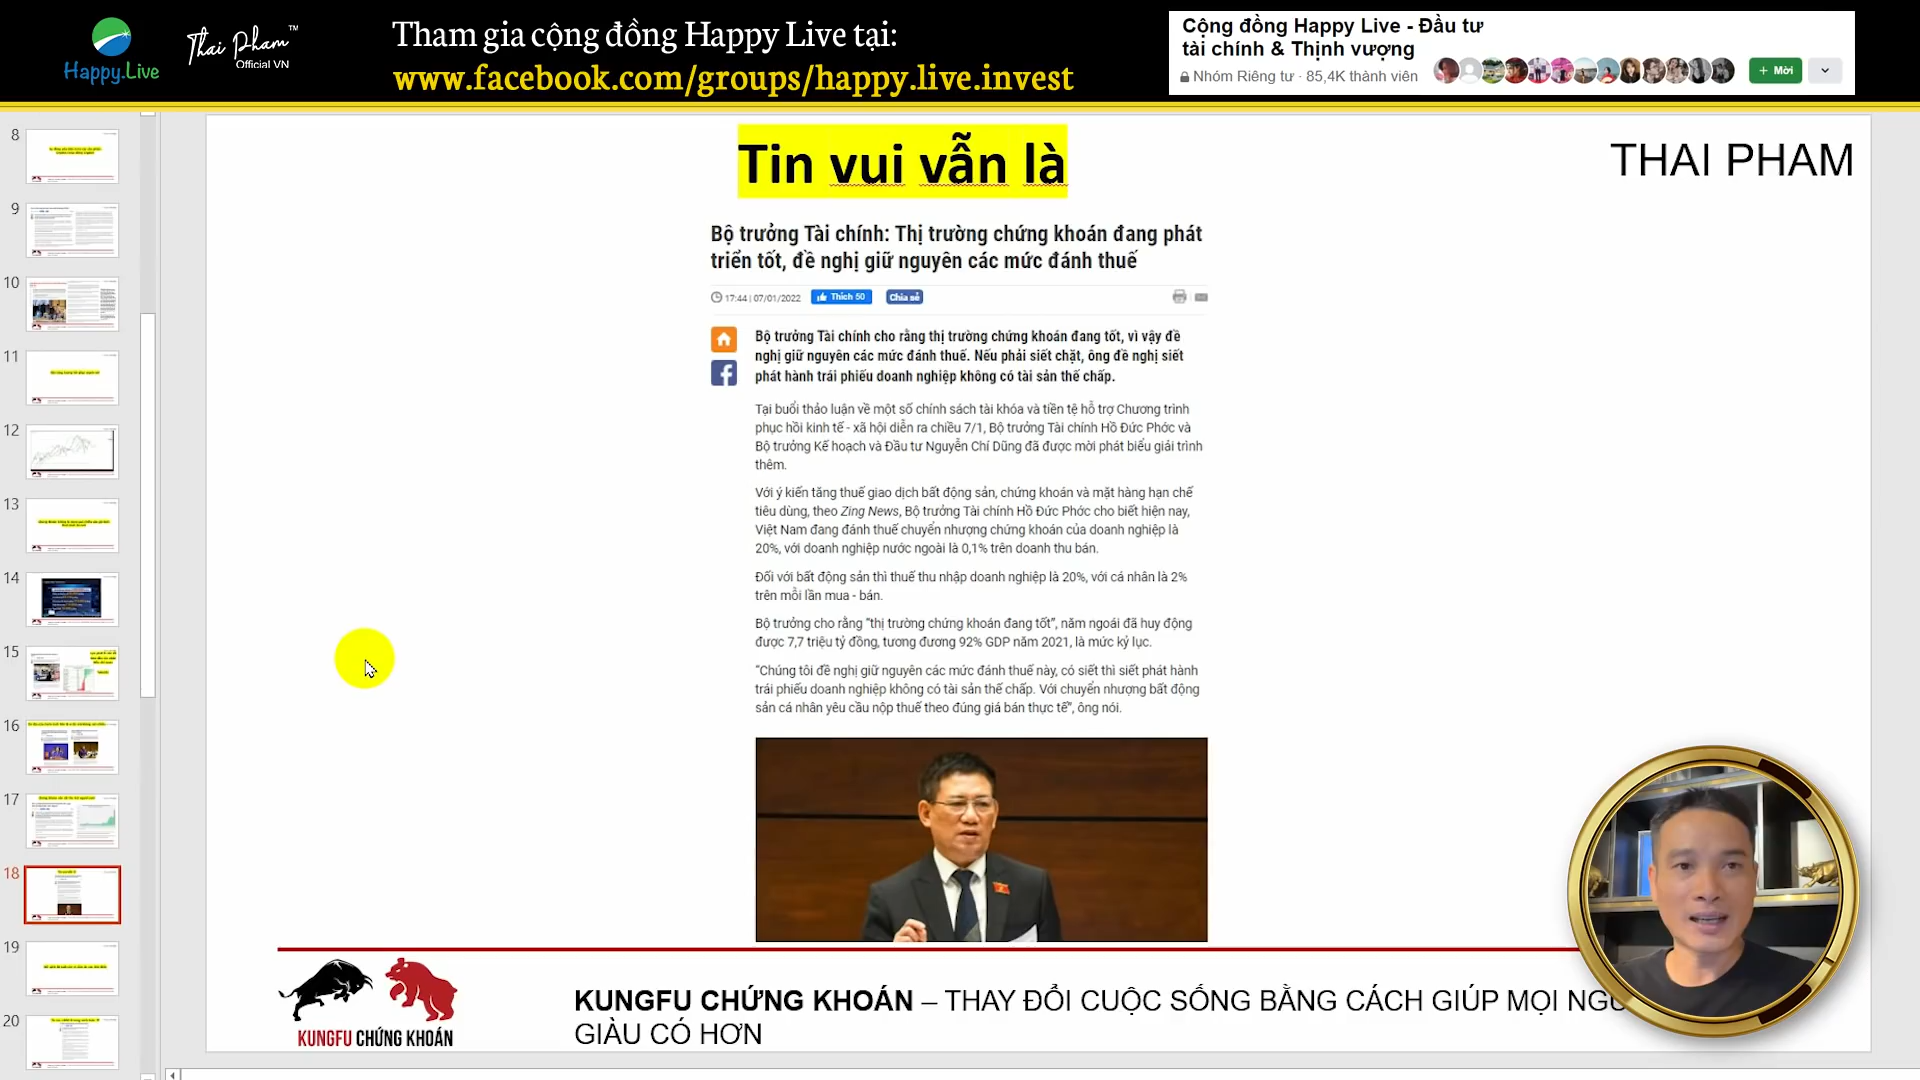 Happy.Live
Thai Pham™
Official VN
Tham gia cộng đồng Happy Live tại:
www.facebook.com/groups/happy.live.invest
Cộng đồng Happy Live - Đầu tư
tài chính & Thịnh vượng
Nhóm Riêng tư · 85,4K thành viên
+ Mời
8
9
10
11
12
13
14
15
16
17
18
19
20
Tin vui vẫn là
THAI PHAM
Bộ trưởng Tài chính: Thị trường chứng khoán đang phát
triển tốt, đề nghị giữ nguyên các mức đánh thuế
17:44 | 07/01/2022
Thích 50
Chia sẻ
Bộ trưởng Tài chính cho rằng thị trường chứng khoán đang tốt, vì vậy đề
nghị giữ nguyên các mức đánh thuế. Nếu phải siết chặt, ông đề nghị siết
phát hành trái phiếu doanh nghiệp không có tài sản thế chấp.
Tại buổi thảo luận về một số chính sách tài khóa và tiền tệ hỗ trợ Chương trình
phục hồi kinh tế - xã hội diễn ra chiều 7/1, Bộ trưởng Tài chính Hồ Đức Phớc và
Bộ trưởng Kế hoạch và Đầu tư Nguyễn Chí Dũng đã được mời phát biểu giải trình
thêm.
Với ý kiến tăng thuế giao dịch bất động sản, chứng khoán và mặt hàng hạn chế
tiêu dùng, theo Zing News, Bộ trưởng Tài chính Hồ Đức Phớc cho biết hiện nay,
Việt Nam đang đánh thuế chuyển nhượng chứng khoán của doanh nghiệp là
20%, với doanh nghiệp nước ngoài là 0,1% trên doanh thu bán.
Đối với bất động sản thì thuế thu nhập doanh nghiệp là 20%, với cá nhân là 2%
trên mỗi lần mua - bán.
Bộ trưởng cho rằng "thị trường chứng khoán đang tốt", năm ngoái đã huy động
được 7,7 triệu tỷ đồng, tương đương 92% GDP năm 2021, là mức kỷ lục.
"Chúng tôi đề nghị giữ nguyên các mức đánh thuế này, có siết thì siết phát hành
trái phiếu doanh nghiệp không có tài sản thế chấp. Với chuyển nhượng bất động
sản cá nhân yêu cầu nộp thuế theo đúng giá bán thực tế", ông nói.
KUNGFU CHỨNG KHOÁN
KUNGFU CHỨNG KHOÁN – THAY ĐỔI CUỘC SỐNG BẰNG CÁCH GIÚP MỌI
GIÀU CÓ HƠN